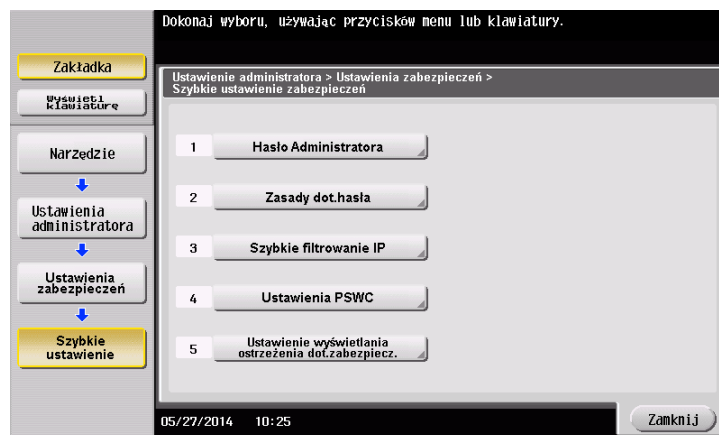 Dokonaj wyboru, używając przycisków menu lub klawiatury.
Zakładka
Wyświetl
klawiaturę
Narzędzie
Ustawienia
administratora
Ustawienia
zabezpieczeń
Szybkie
ustawienie
Ustawienie administratora > Ustawienia zabezpieczeń >
Szybkie ustawienie zabezpieczeń
1 Hasło Administratora
2 Zasady dot.hasła
3 Szybkie filtrowanie IP
4 Ustawienia PSWC
5 Ustawienie wyświetlania
ostrzeżenia dot.zabezpiecz.
05/27/2014 10:25
Zamknij